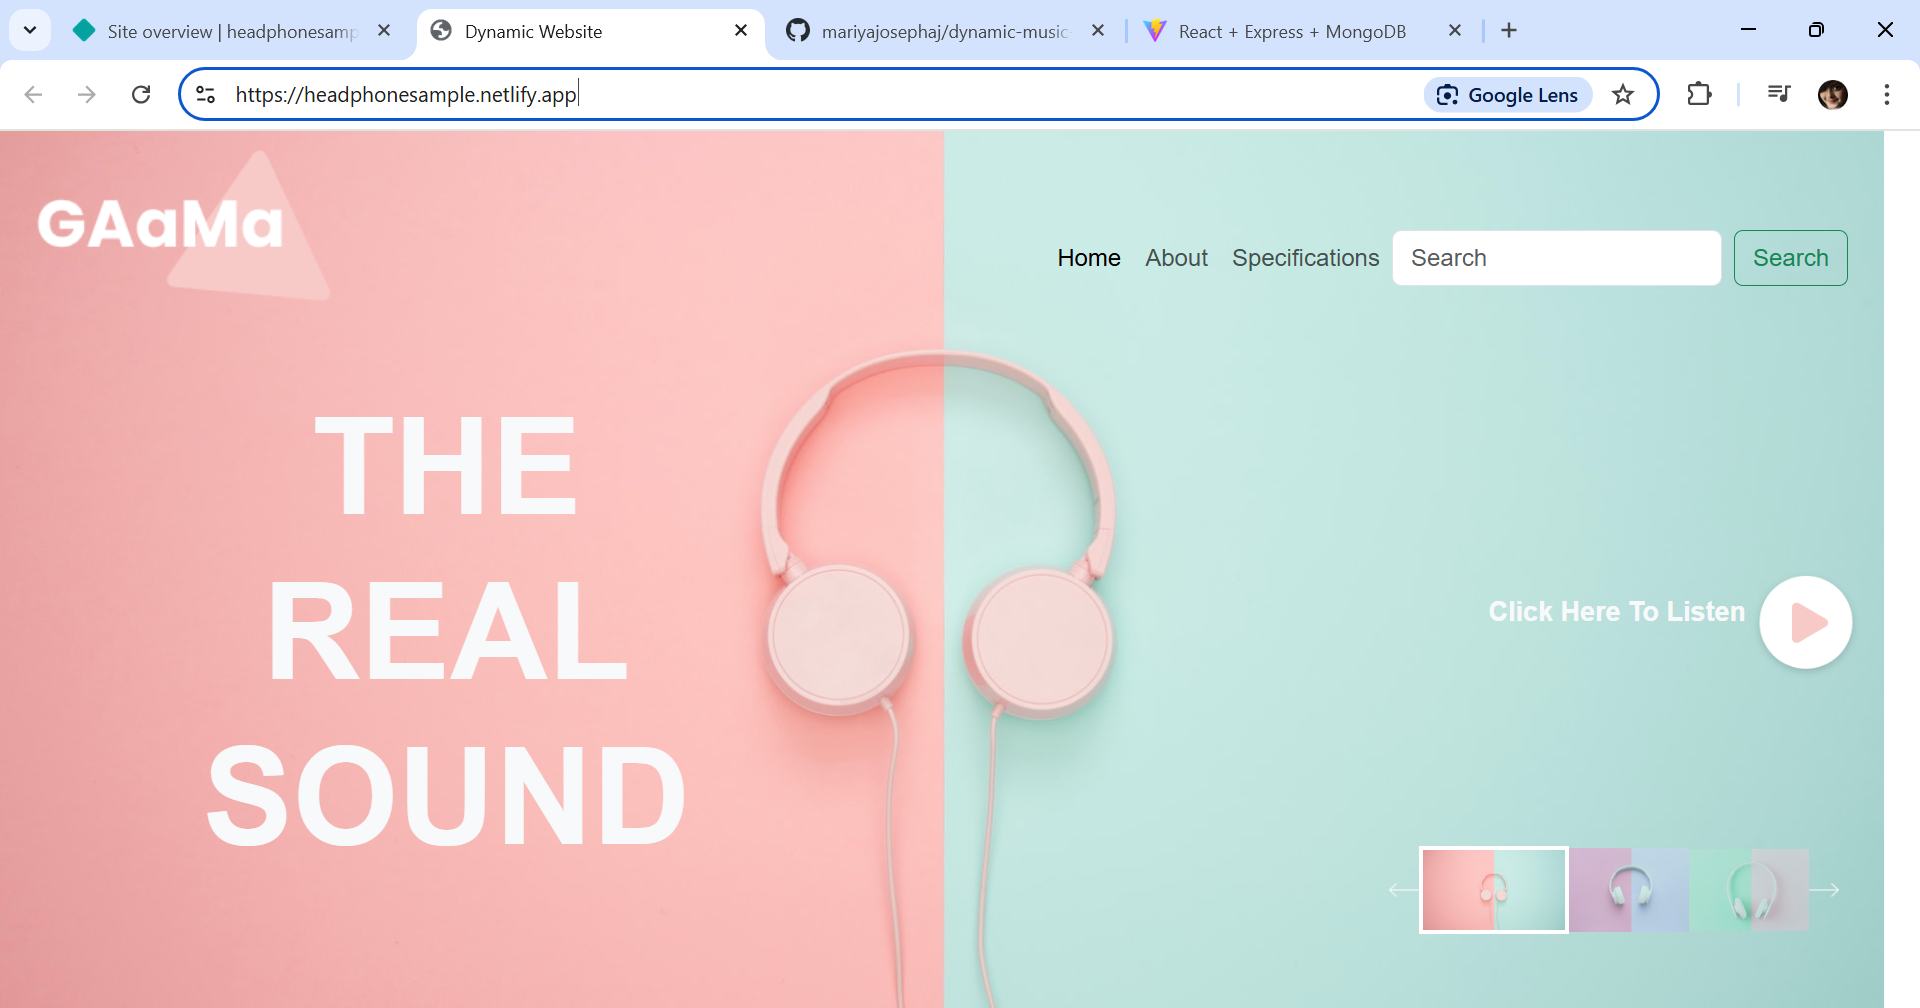 Site overview | headphonesamp
Dynamic Website
mariyajosephaj/dynamic-music-
React + Express + MongoDB
https://headphonesample.netlify.app
Google Lens
GAaMa
Home
About
Specifications
Search
Search
THE
REAL
SOUND
Click Here To Listen